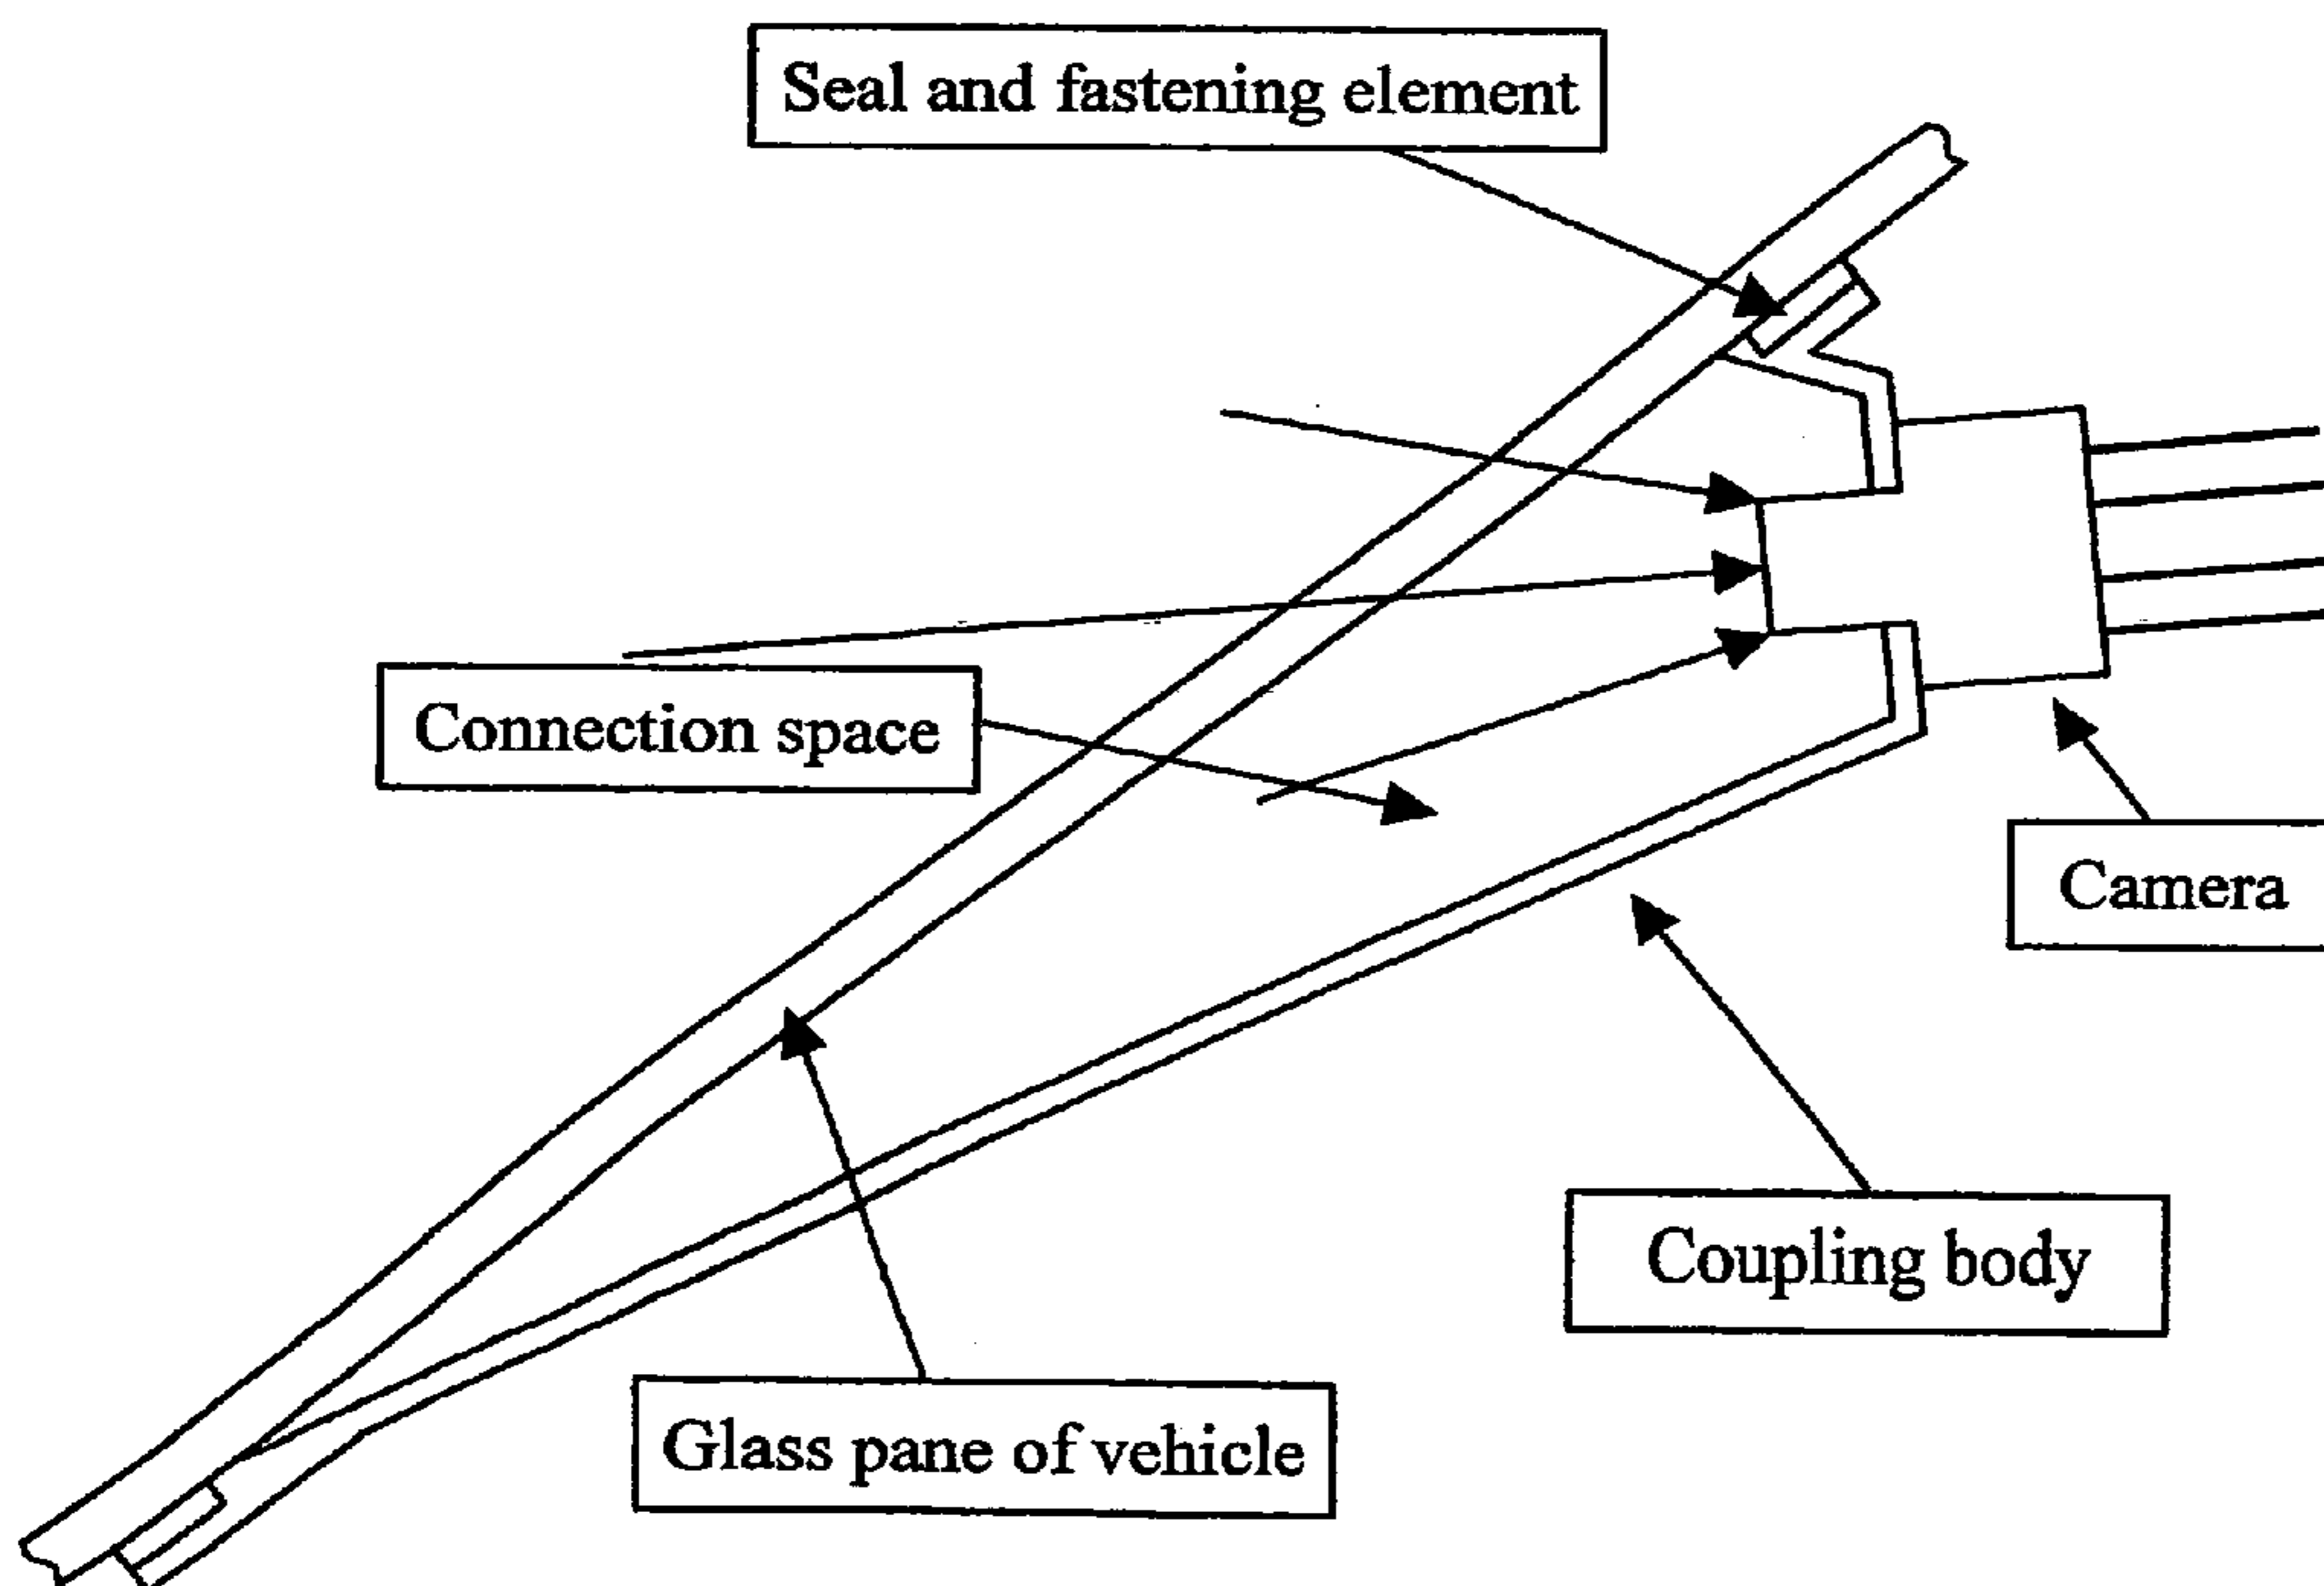 Seal and fastening element
Connection space
Camera
Coupling body
Glass pane of vehicle